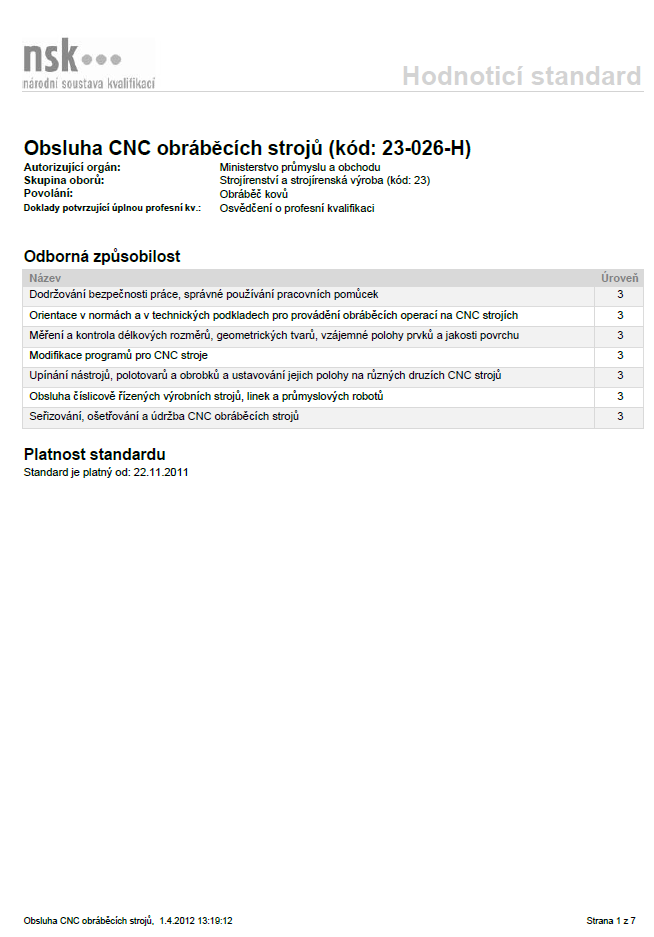 nsk
národní soustava kvalifikací
Hodnoticí standard
Obsluha CNC obráběcích strojů (kód: 23-026-H)
Autorizující orgán: Ministerstvo průmyslu a obchodu
Skupina oborů: Strojírenství a strojírenská výroba (kód: 23)
Povolání: Obráběč kovů
Doklady potvrzující úplnou profesní kv.: Osvědčení o profesní kvalifikaci
Odborná způsobilost
Název Úroveň
Dodržování bezpečnosti práce, správné používání pracovních pomůcek 3
Orientace v normách a v technických podkladech pro provádění obráběcích operací na CNC strojích 3
Měření a kontrola délkových rozměrů, geometrických tvarů, vzájemné polohy prvků a jakosti povrchu 3
Modifikace programů pro CNC stroje 3
Upínání nástrojů, polotovarů a obrobků a ustavování jejich polohy na různých druzích CNC strojů 3
Obsluha číslicově řízených výrobních strojů, linek a průmyslových robotů 3
Seřizování, ošetřování a údržba CNC obráběcích strojů 3
Platnost standardu
Standard je platný od: 22.11.2011
Obsluha CNC obráběcích strojů, 1.4.2012 13:19:12 Strana 1 z 7